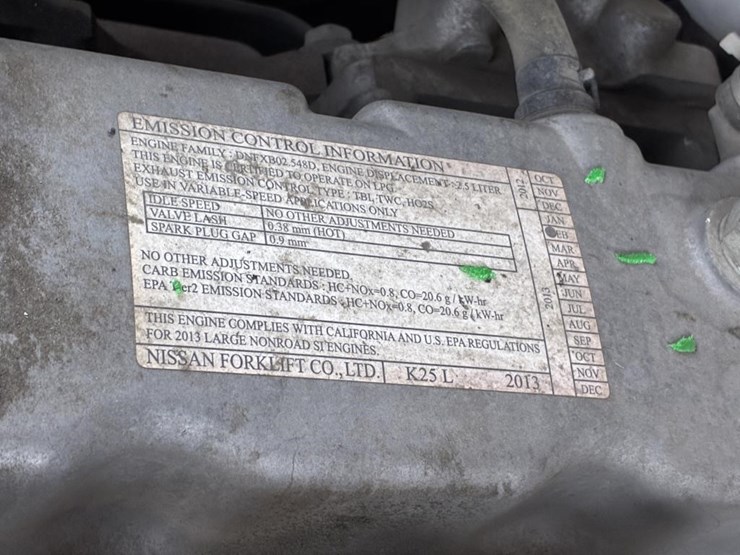 EMISSION CONTROL INFORMATION
ENGINE FAMILY : DNFXB02.548D, ENGINE DISPLACEMENT : 2.5 LITER
THIS ENGINE IS CERTIFIED TO OPERATE ON LPG.
EXHAUST EMISSION CONTROL TYPE : TBI, TWC, HO2S
USE IN VARIABLE-SPEED APPLICATIONS ONLY
IDLE SPEED NO OTHER ADJUSTMENTS NEEDED
VALVE LASH 0.38 mm (HOT)
SPARK PLUG GAP 0.9 mm
NO OTHER ADJUSTMENTS NEEDED.
CARB EMISSION STANDARDS : HC+NOx=0.8, CO=20.6 g / kW-hr
EPA Tier2 EMISSION STANDARDS : HC+NOx=0.8, CO=20.6 g / kW-hr
THIS ENGINE COMPLIES WITH CALIFORNIA AND U.S. EPA REGULATIONS
FOR 2013 LARGE NONROAD SI ENGINES.
NISSAN FORKLIFT CO.,LTD. K25 L 2013
2012
OCT
NOV
DEC
2013
JAN
FEB
MAR
APR
MAY
JUN
JUL
AUG
SEP
OCT
NOV
DEC